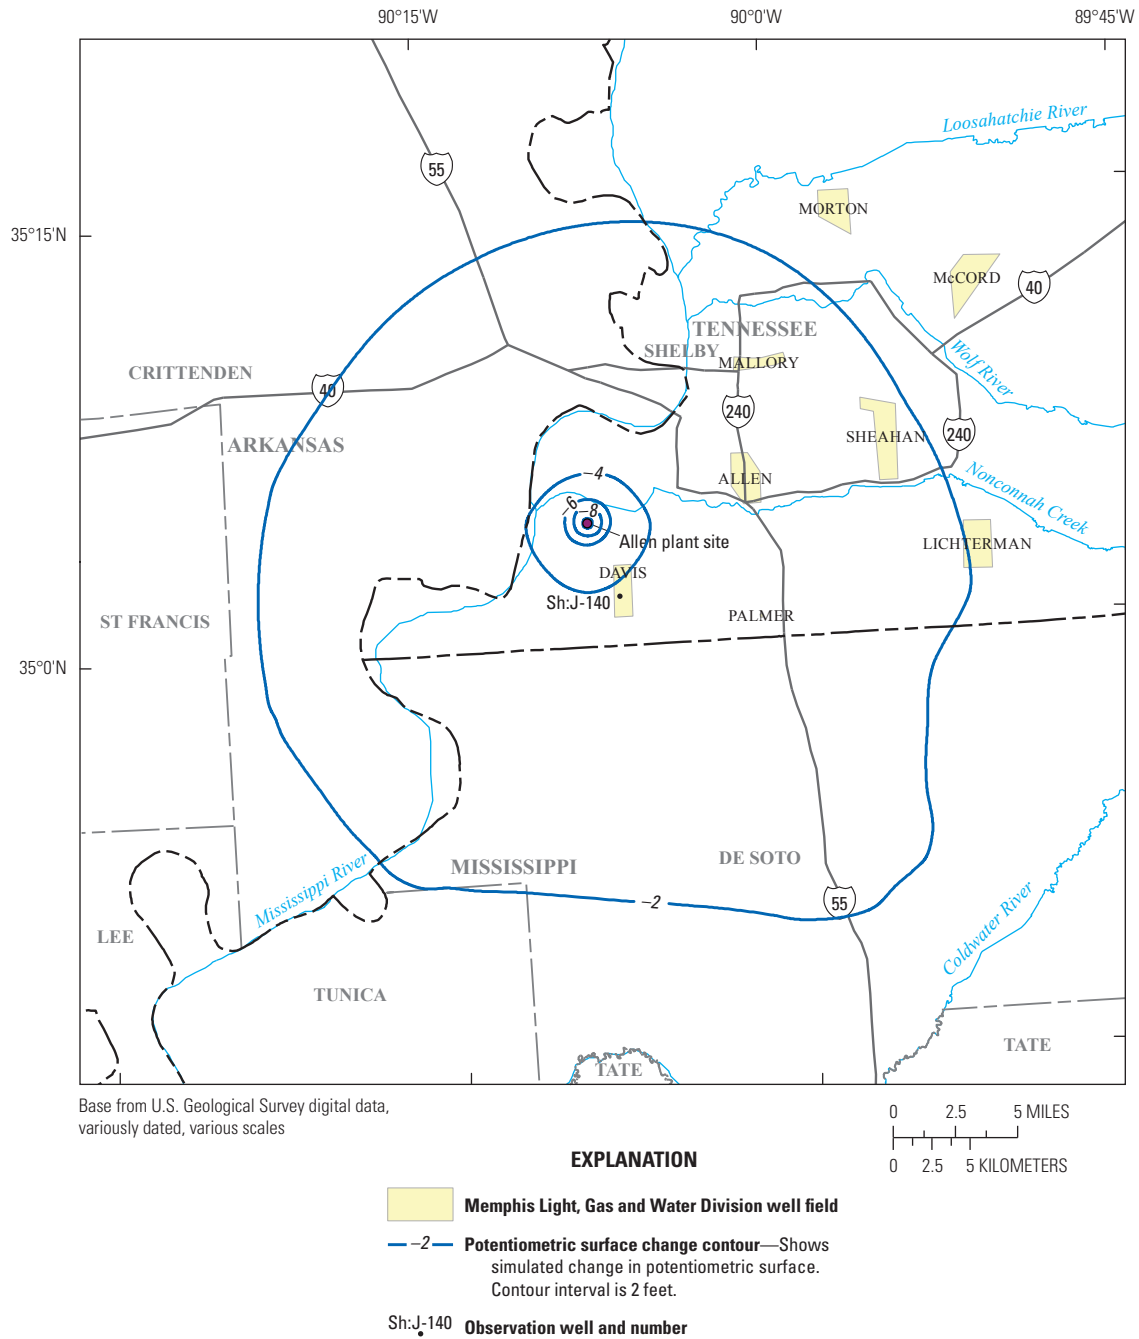 90°15'W
90°0'W
89°45'W
Loosahatchie River
55
MORTON
35°15'N
McCORD
40
TENNESSEE
SHELBY
MALLORY
Wolf River
CRITTENDEN
40
240
ARKANSAS
SHEAHAN
240
–4
ALLEN
Nonconnah Creek
–6
–8
Allen plant site
LICHTERMAN
DAVIS
Sh:J-140
PALMER
ST FRANCIS
35°0'N
DE SOTO
MISSISSIPPI
Mississippi River
–2
55
LEE
Coldwater River
TUNICA
TATE
TATE
Base from U.S. Geological Survey digital data,
variously dated, various scales
0 2.5 5 MILES
0 2.5 5 KILOMETERS
EXPLANATION
Memphis Light, Gas and Water Division well field
–2 Potentiometric surface change contour—Shows
simulated change in potentiometric surface.
Contour interval is 2 feet.
Sh:J-140 Observation well and number